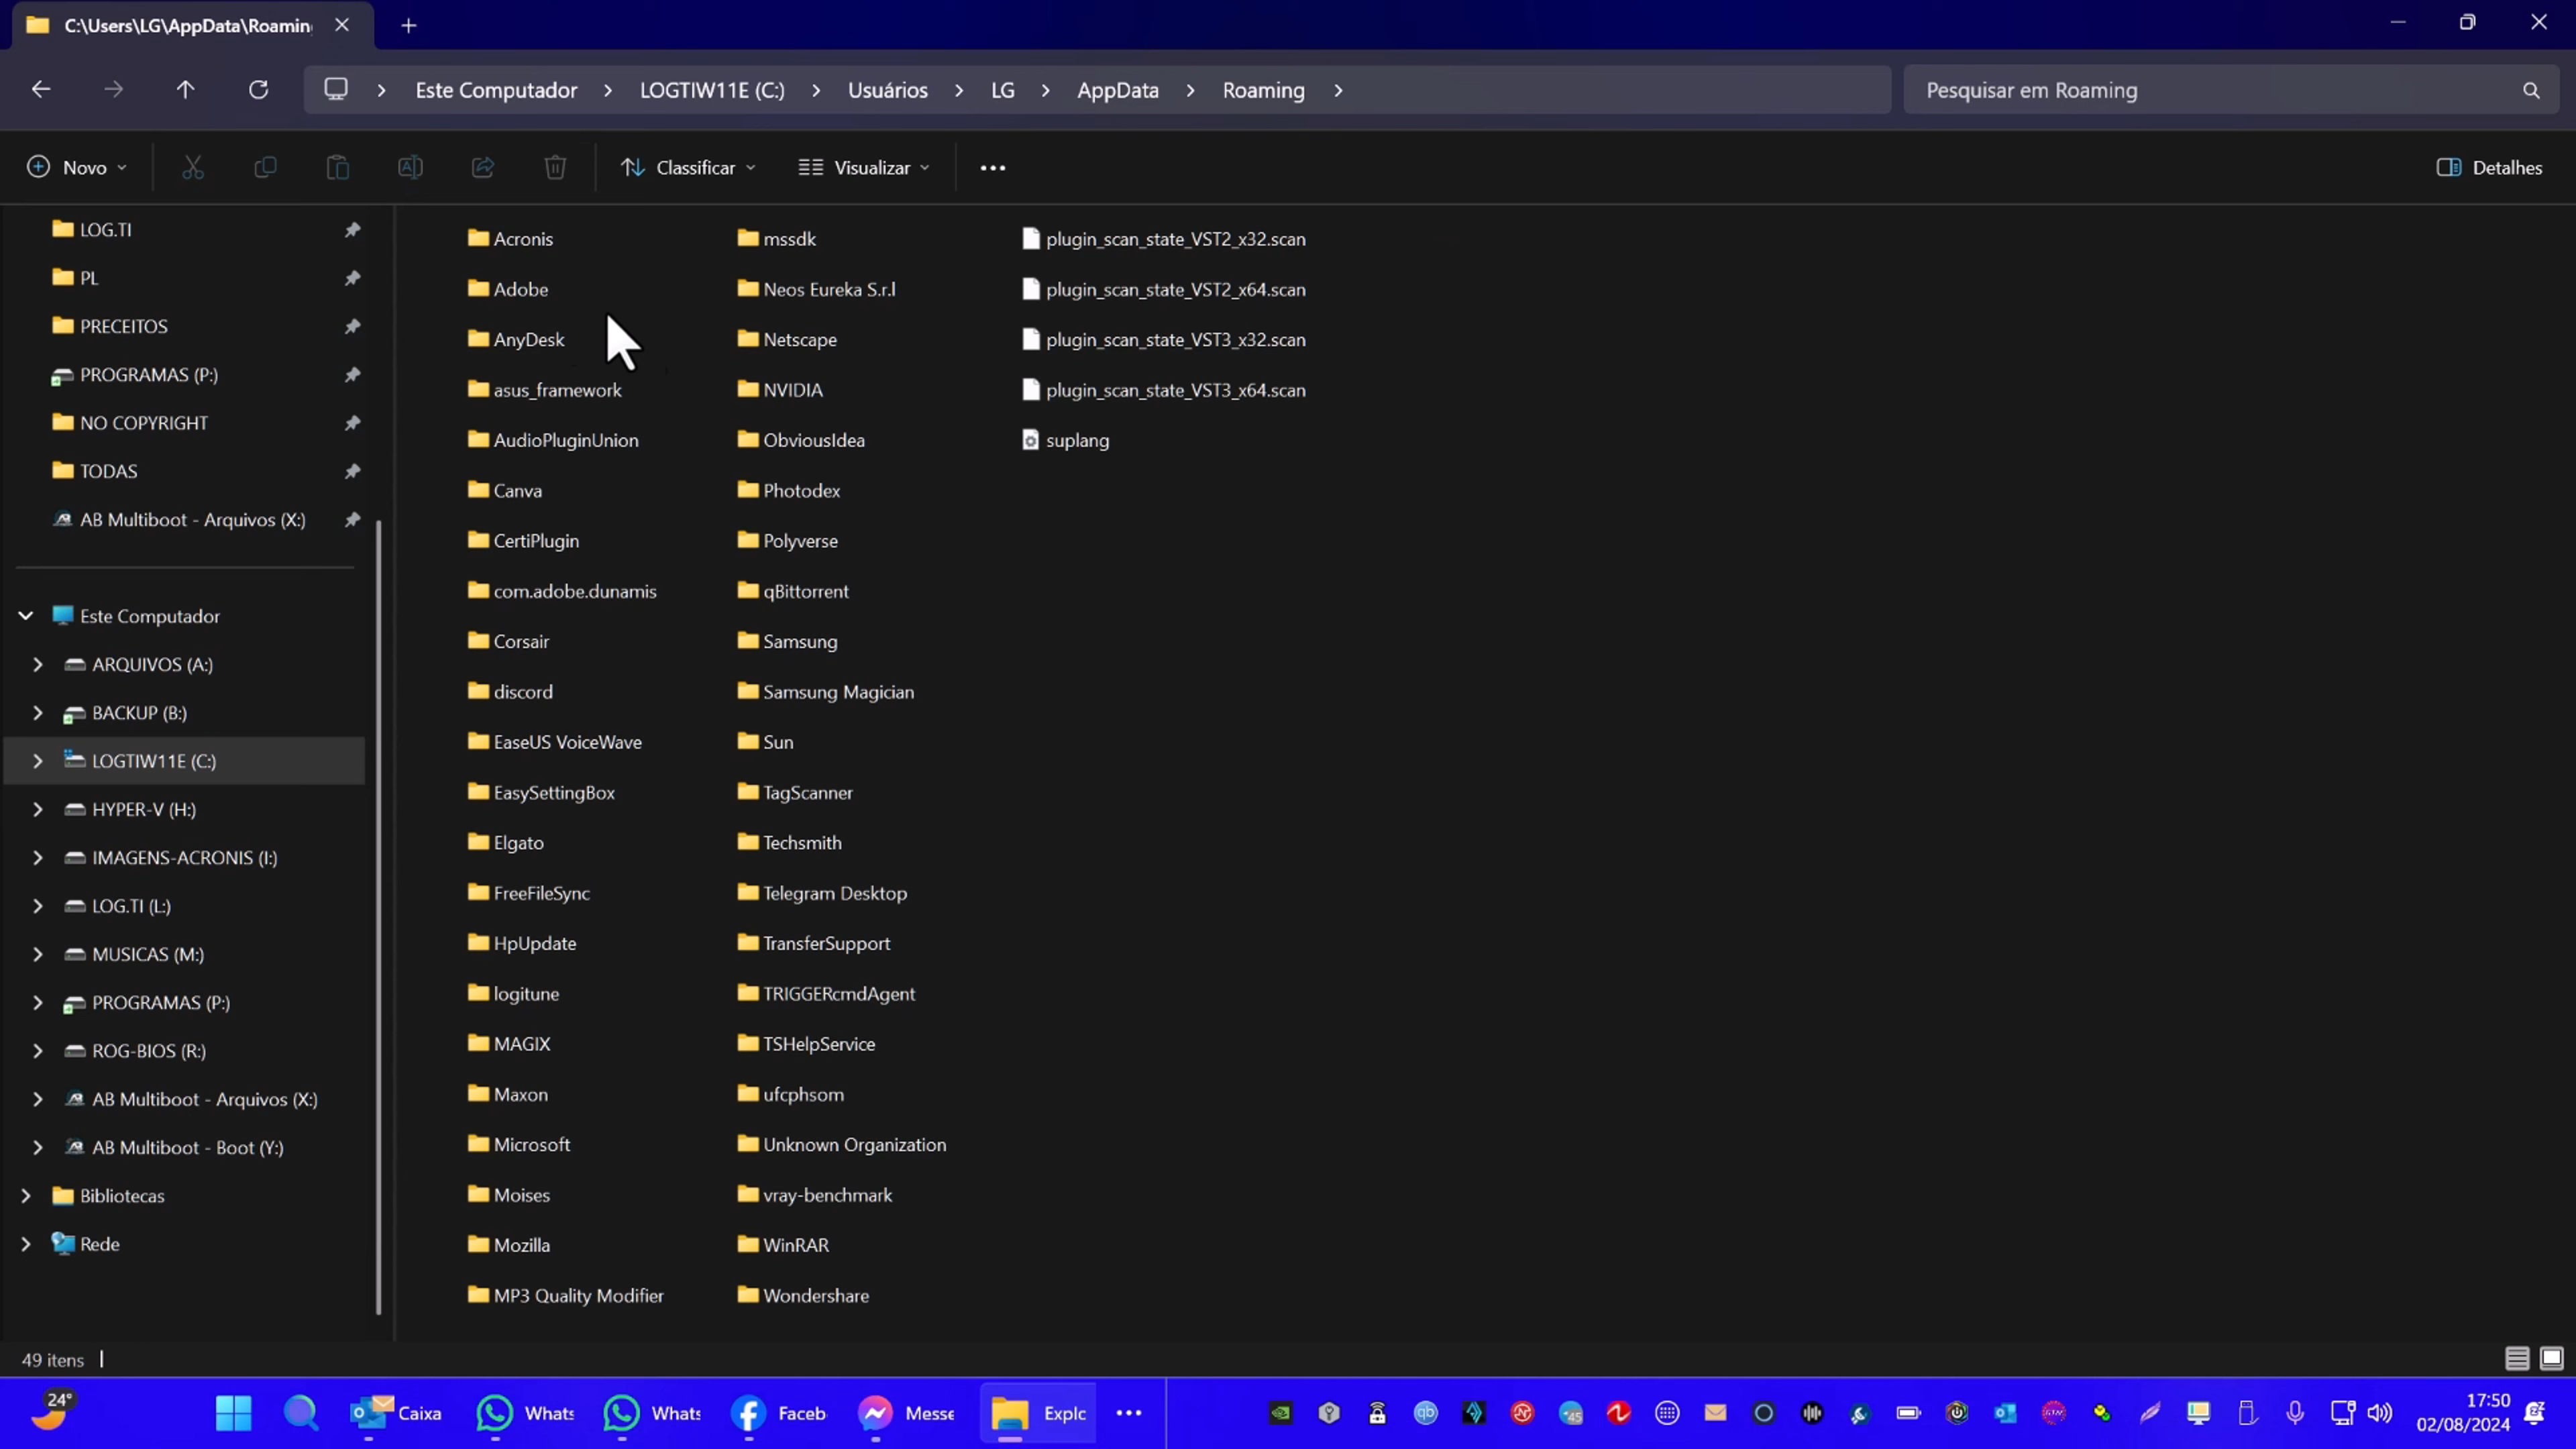 C:\Users\LG\AppData\Roaming
Este Computador
LOGTIW11E (C:)
Usuários
LG
AppData
Roaming
Pesquisar em Roaming
Novo
Classificar
Visualizar
Detalhes
LOG.TI
PL
PRECEITOS
PROGRAMAS (P:)
NO COPYRIGHT
TODAS
AB Multiboot - Arquivos (X:)
Este Computador
ARQUIVOS (A:)
BACKUP (B:)
LOGTIW11E (C:)
HYPER-V (H:)
IMAGENS-ACRONIS (I:)
LOG.TI (L:)
MUSICAS (M:)
PROGRAMAS (P:)
ROG-BIOS (R:)
AB Multiboot - Arquivos (X:)
AB Multiboot - Boot (Y:)
Bibliotecas
Rede
Acronis
Adobe
AnyDesk
asus_framework
AudioPluginUnion
Canva
CertiPlugin
com.adobe.dunamis
Corsair
discord
EaseUS VoiceWave
EasySettingBox
Elgato
FreeFileSync
HpUpdate
logitune
MAGIX
Maxon
Microsoft
Moises
Mozilla
MP3 Quality Modifier
mssdk
Neos Eureka S.r.l
Netscape
NVIDIA
ObviousIdea
Photodex
Polyverse
qBittorrent
Samsung
Samsung Magician
Sun
TagScanner
Techsmith
Telegram Desktop
TransferSupport
TRIGGERcmdAgent
TSHelpService
ufcphsom
Unknown Organization
vray-benchmark
WinRAR
Wondershare
plugin_scan_state_VST2_x32.scan
plugin_scan_state_VST2_x64.scan
plugin_scan_state_VST3_x32.scan
plugin_scan_state_VST3_x64.scan
suplang
49 itens
24°
Caixa
Whats
Whats
Faceb
Messe
Explc
qb
45
17:50
02/08/2024